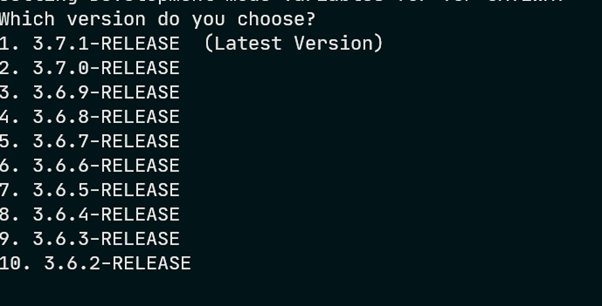 Which version do you choose?
1. 3.7.1-RELEASE  (Latest Version)
2. 3.7.0-RELEASE
3. 3.6.9-RELEASE
4. 3.6.8-RELEASE
5. 3.6.7-RELEASE
6. 3.6.6-RELEASE
7. 3.6.5-RELEASE
8. 3.6.4-RELEASE
9. 3.6.3-RELEASE
10. 3.6.2-RELEASE